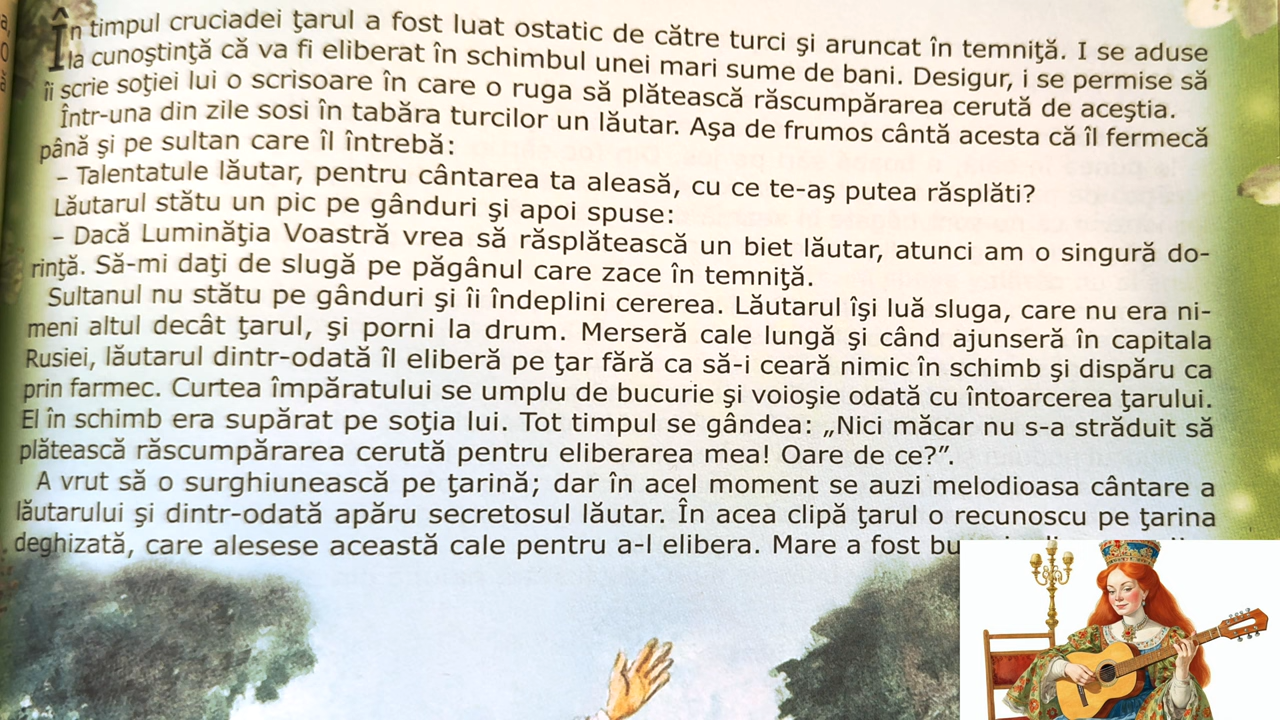 În timpul cruciadei ţarul a fost luat ostatic de către turci şi aruncat în temniţă. I se aduse
la cunoştinţă că va fi eliberat în schimbul unei mari sume de bani. Desigur, i se permise să
îi scrie soţiei lui o scrisoare în care o ruga să plătească răscumpărarea cerută de aceştia.
Într-una din zile sosi în tabăra turcilor un lăutar. Aşa de frumos cântă acesta că îl fermecă
până şi pe sultan care îl întrebă:
– Talentatule lăutar, pentru cântarea ta aleasă, cu ce te-aş putea răsplăti?
Lăutarul stătu un pic pe gânduri şi apoi spuse:
– Dacă Luminăţia Voastră vrea să răsplătească un biet lăutar, atunci am o singură do-
rinţă. Să-mi daţi de slugă pe păgânul care zace în temniţă.
Sultanul nu stătu pe gânduri şi îi îndeplini cererea. Lăutarul îşi luă sluga, care nu era ni-
meni altul decât ţarul, şi porni la drum. Merseră cale lungă şi când ajunseră în capitala
Rusiei, lăutarul dintr-odată îl eliberă pe ţar fără ca să-i ceară nimic în schimb şi dispăru ca
prin farmec. Curtea împăratului se umplu de bucurie şi voioşie odată cu întoarcerea ţarului.
El în schimb era supărat pe soţia lui. Tot timpul se gândea: „Nici măcar nu s-a străduit să
plătească răscumpărarea cerută pentru eliberarea mea! Oare de ce?”.
A vrut să o surghiunească pe ţarină; dar în acel moment se auzi melodioasa cântare a
lăutarului şi dintr-odată apăru secretosul lăutar. În acea clipă ţarul o recunoscu pe ţarina
deghizată, care alesese această cale pentru a-l elibera. Mare a fost